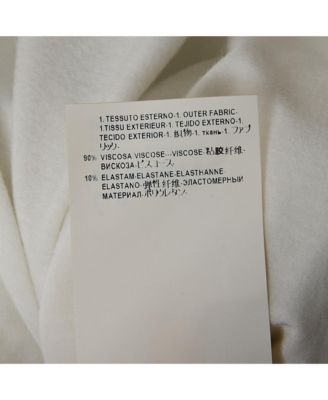 1. TESSUTO ESTERNO-1. OUTER FABRIC-
1.TISSU EXTERIEUR-1. TEJIDO EXTERNO-1.
TECIDO EXTERIOR-1. 织物-1. ткань-1. ファブ
リック-
90% VISCOSA VISCOSE---VISCOSE-粘胶纤维-
ВИСКОЗА-ビスコース-
10% ELASTAM-ELASTANE-ELASTHANNE
ELASTANO-弹性纤维-ЭЛАСТОМЕРНЫЙ
МАТЕРИАЛ-ポリウレタン-